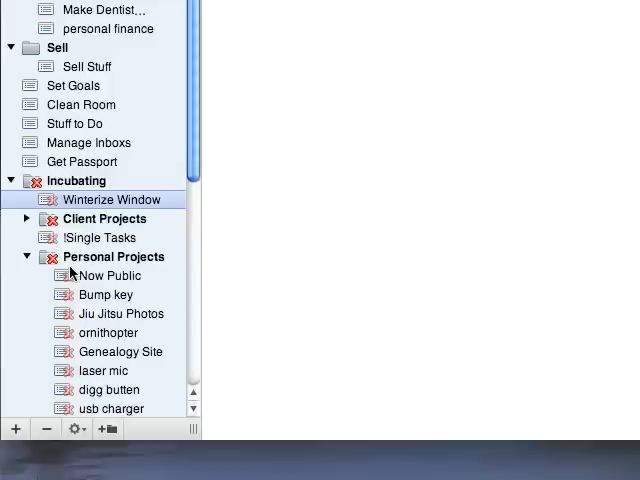 Make Dentist...
personal finance
Sell
Sell Stuff
Set Goals
Clean Room
Stuff to Do
Manage Inboxs
Get Passport
Incubating
Winterize Window
Client Projects
!Single Tasks
Personal Projects
Now Public
Bump key
Jiu Jitsu Photos
ornithopter
Genealogy Site
laser mic
digg butten
usb charger